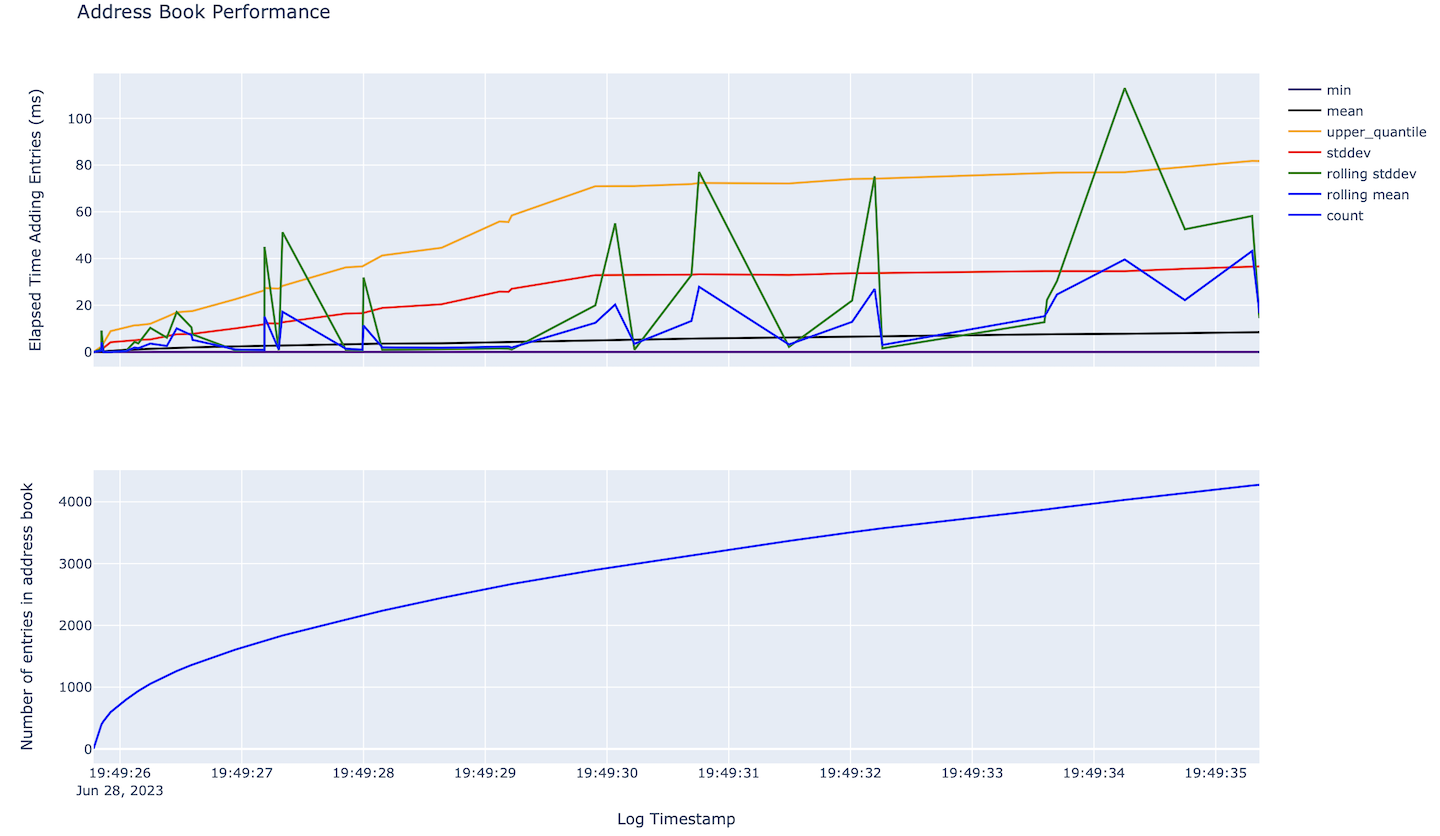 Address Book Performance
Elapsed Time Adding Entries (ms)
100
80
60
40
20
0
min
mean
upper_quantile
stddev
rolling stddev
rolling mean
count
Number of entries in address book
4000
3000
2000
1000
0
19:49:26 19:49:27 19:49:28 19:49:29 19:49:30 19:49:31 19:49:32 19:49:33 19:49:34 19:49:35
Jun 28, 2023
Log Timestamp